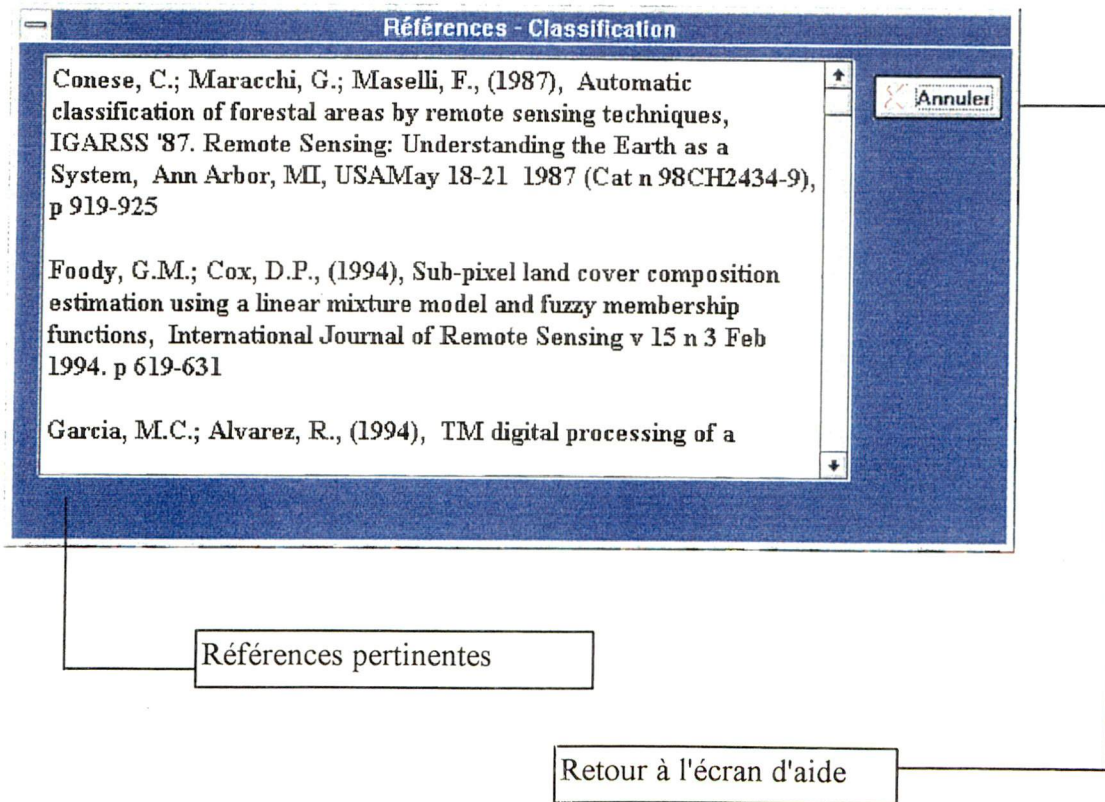 Références - Classification
Conese, C.; Maracchi, G.; Maselli, F., (1987), Automatic
classification of forestal areas by remote sensing techniques,
IGARSS '87. Remote Sensing: Understanding the Earth as a
System, Ann Arbor, MI, USAMay 18-21 1987 (Cat n 98CH2434-9),
p 919-925
Foody, G.M.; Cox, D.P., (1994), Sub-pixel land cover composition
estimation using a linear mixture model and fuzzy membership
functions, International Journal of Remote Sensing v 15 n 3 Feb
1994. p 619-631
Garcia, M.C.; Alvarez, R., (1994), TM digital processing of a
Annuler
Références pertinentes
Retour à l'écran d'aide